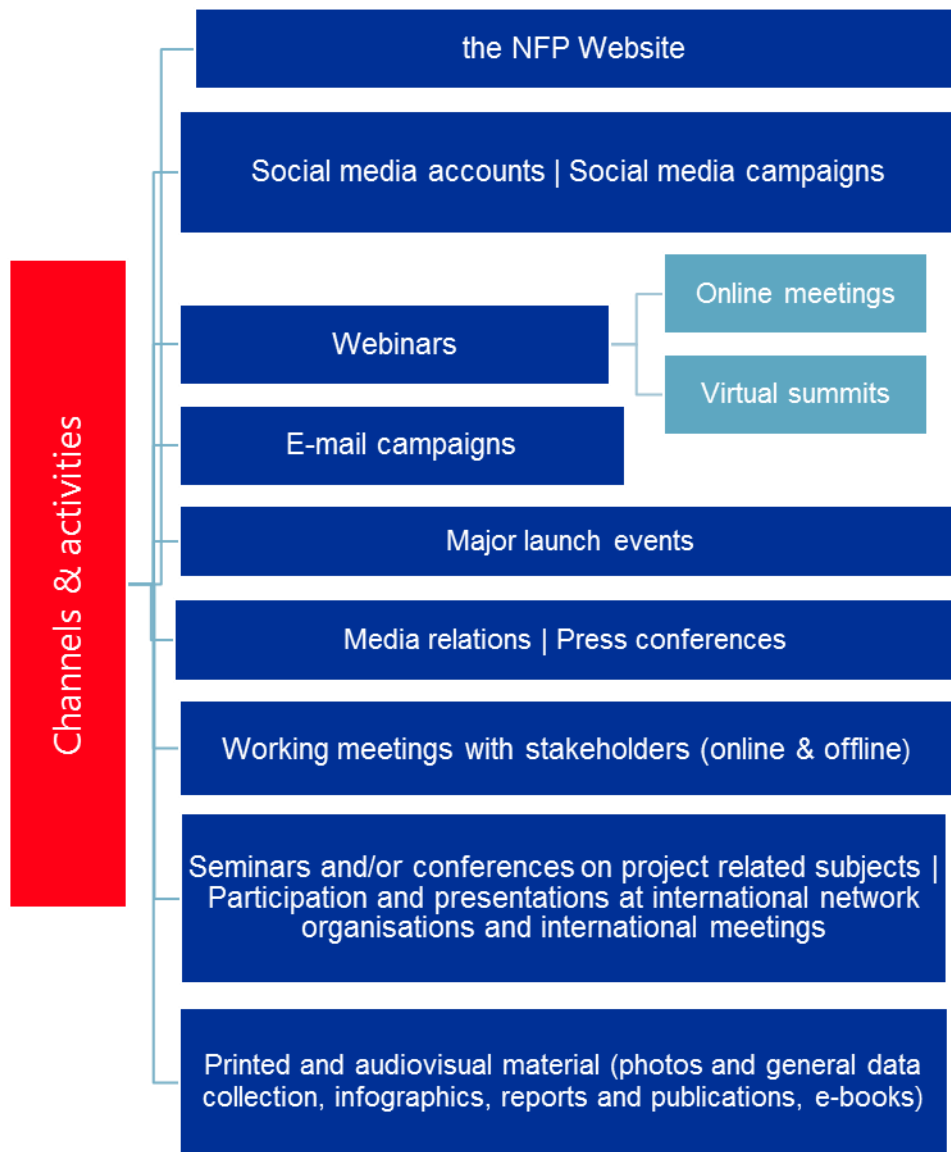 the NFP Website
Social media accounts | Social media campaigns
Online meetings
Webinars
Virtual summits
E-mail campaigns
Major launch events
Channels & activities
Media relations | Press conferences
Working meetings with stakeholders (online & offline)
Seminars and/or conferences on project related subjects |
Participation and presentations at international network
organisations and international meetings
Printed and audiovisual material (photos and general data
collection, infographics, reports and publications, e-books)